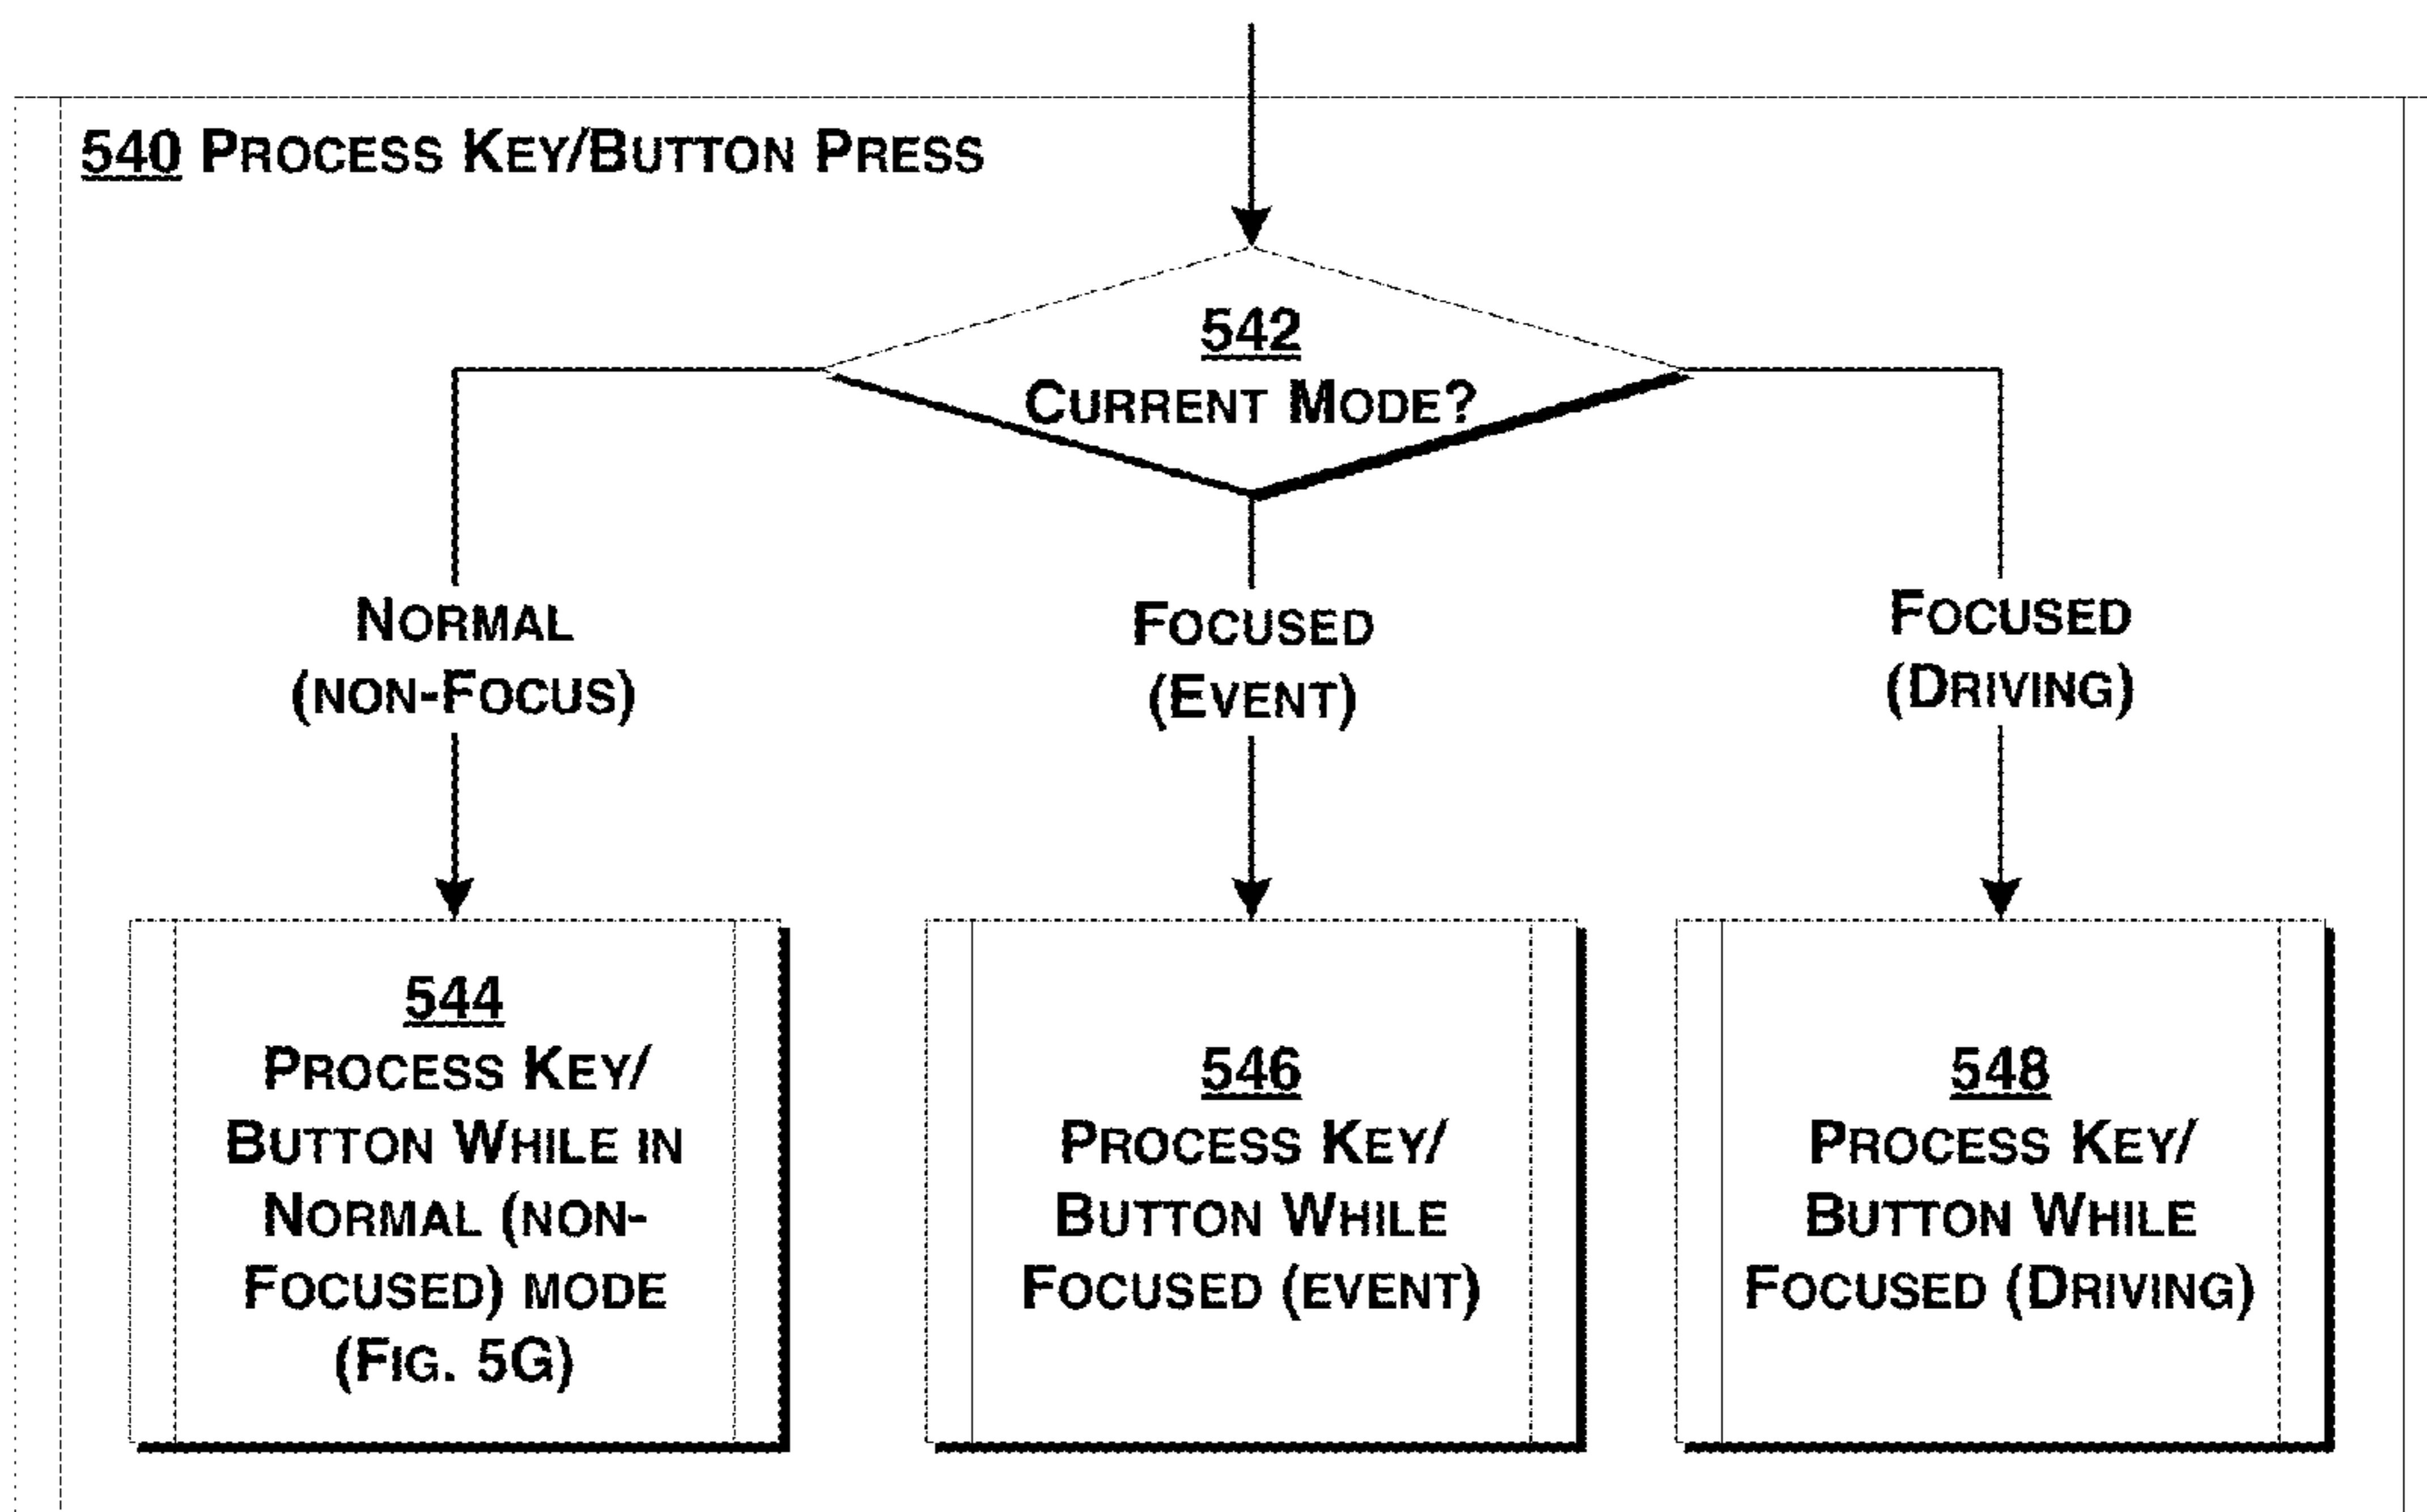 540 PROCESS KEY/BUTTON PRESS
542
CURRENT MODE?
NORMAL
(NON-FOCUS)
FOCUSED
(EVENT)
FOCUSED
(DRIVING)
544
PROCESS KEY/
BUTTON WHILE IN
NORMAL (NON-
FOCUSED) MODE
(FIG. 5G)
546
PROCESS KEY/
BUTTON WHILE
FOCUSED (EVENT)
548
PROCESS KEY/
BUTTON WHILE
FOCUSED (DRIVING)